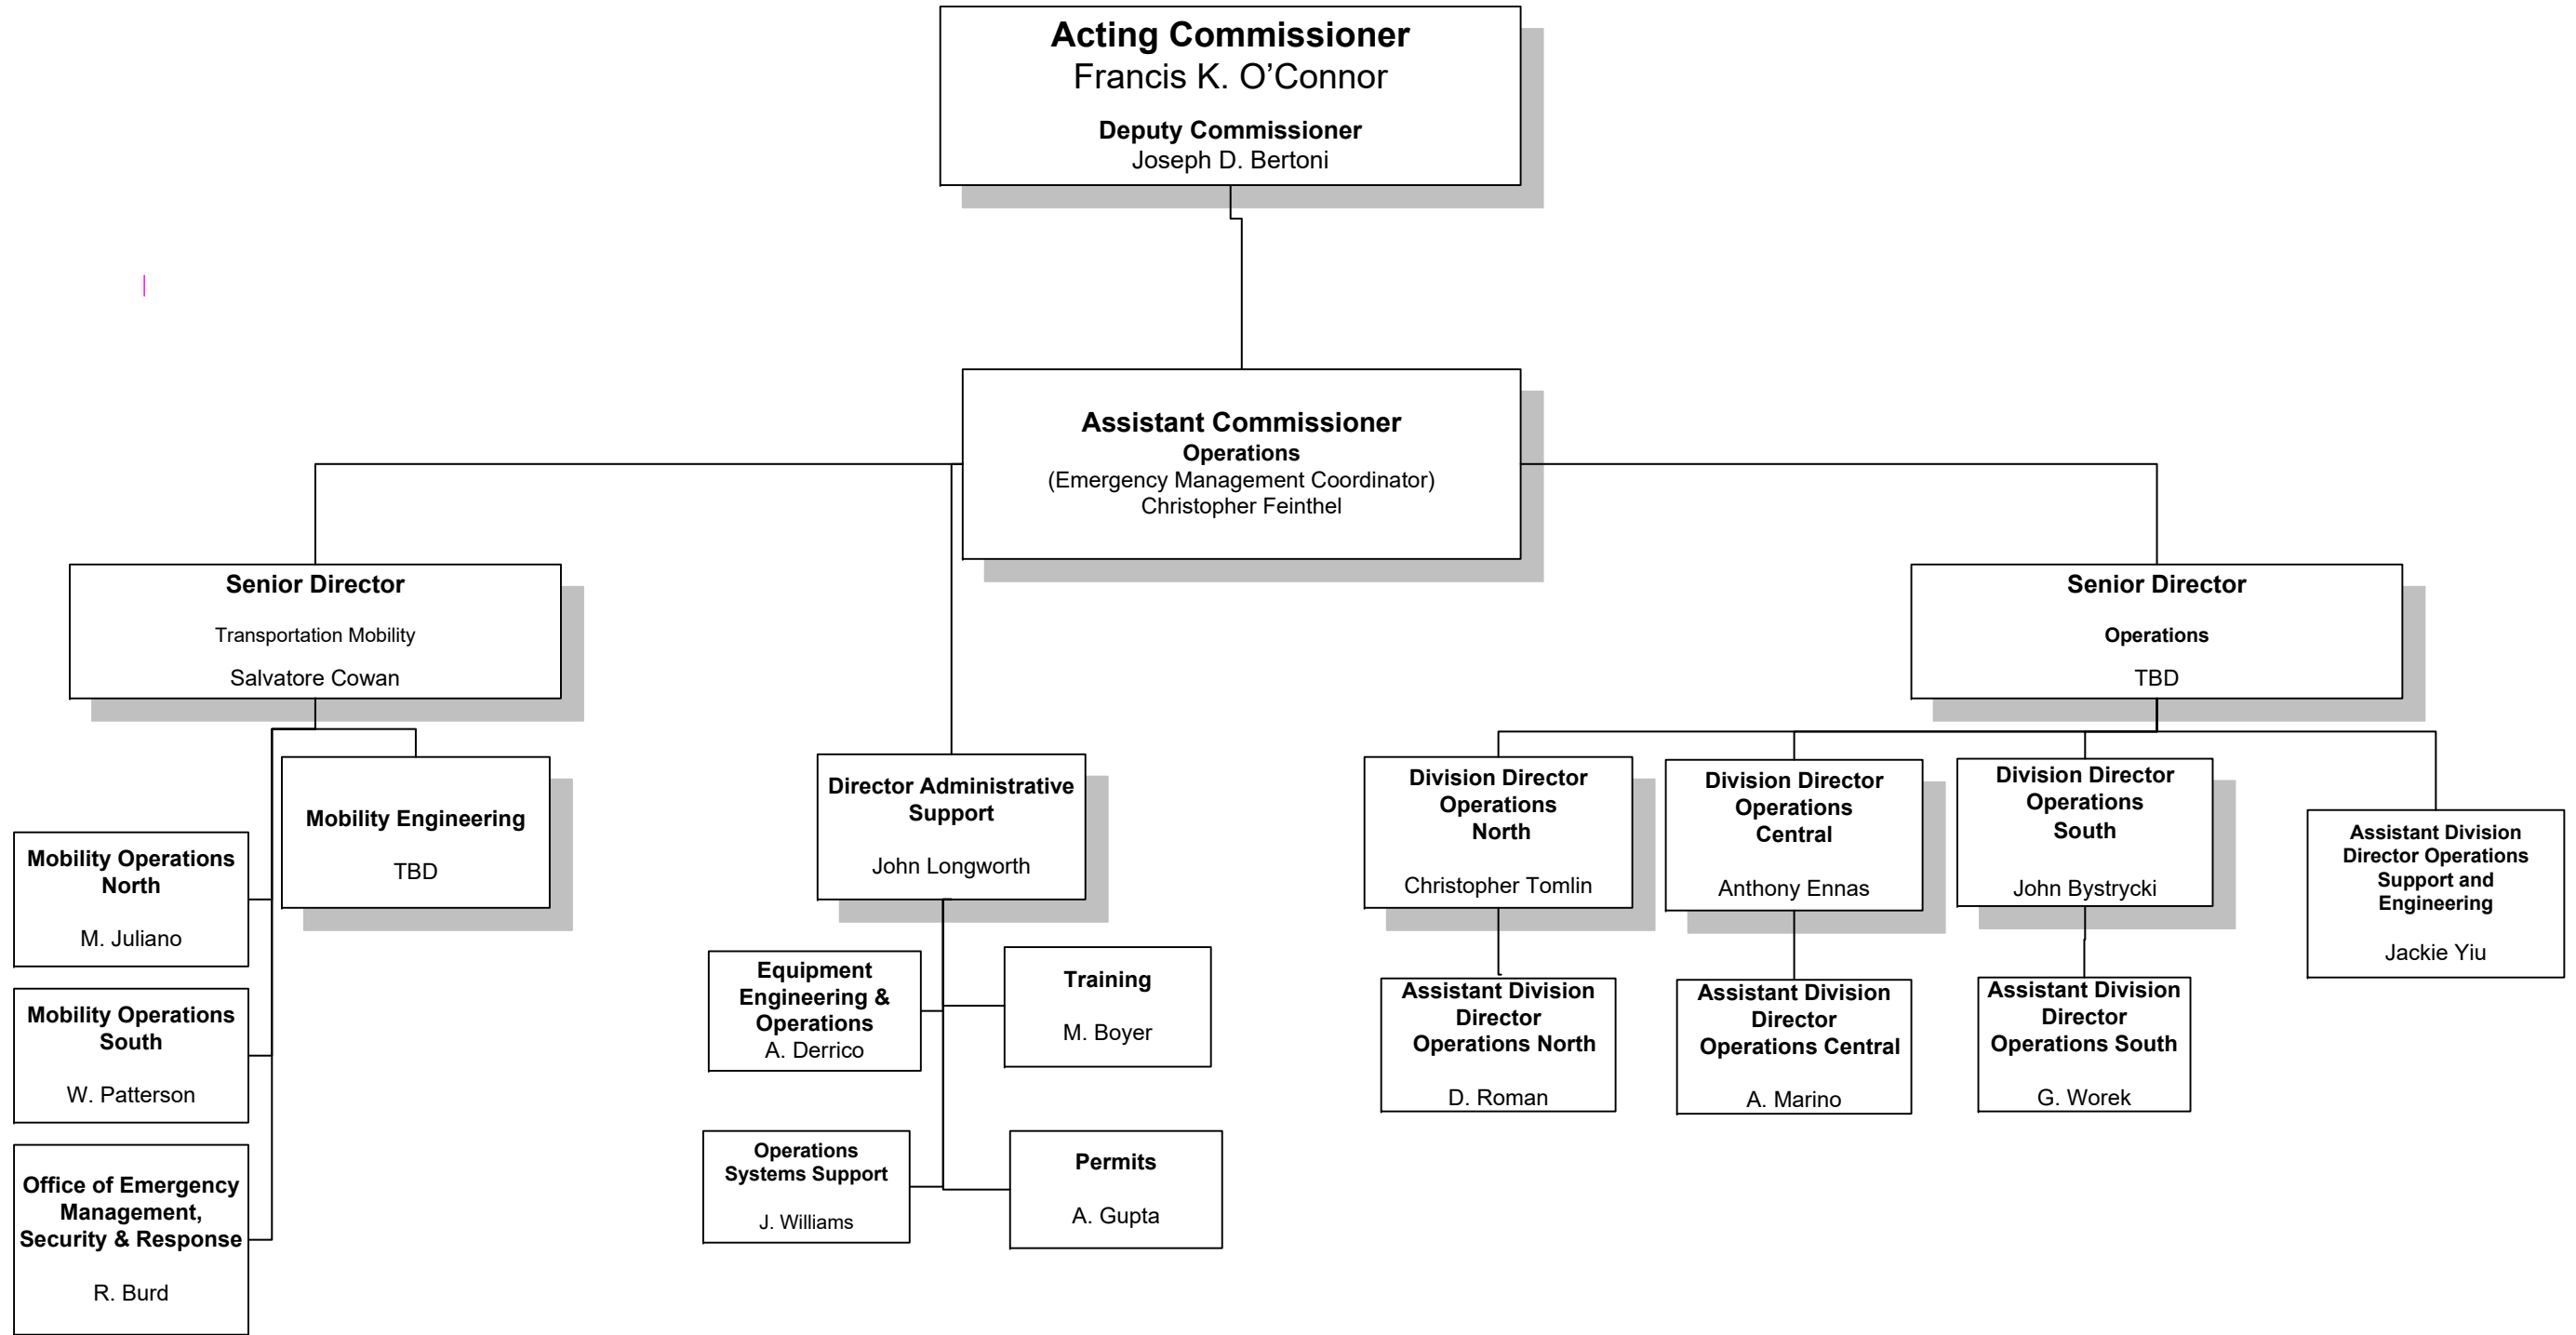 Acting Commissioner
Francis K. O’Connor
Deputy Commissioner
Joseph D. Bertoni
Assistant Commissioner
Operations
(Emergency Management Coordinator)
Christopher Feinthel
Senior Director
Transportation Mobility
Salvatore Cowan
Senior Director
Operations
TBD
Mobility Engineering
TBD
Mobility Operations
North
M. Juliano
Mobility Operations
South
W. Patterson
Office of Emergency
Management,
Security & Response
R. Burd
Director Administrative
Support
John Longworth
Equipment
Engineering &
Operations
A. Derrico
Training
M. Boyer
Operations
Systems Support
J. Williams
Permits
A. Gupta
Division Director
Operations
North
Christopher Tomlin
Division Director
Operations
Central
Anthony Ennas
Division Director
Operations
South
John Bystrycki
Assistant Division
Director Operations
Support and
Engineering
Jackie Yiu
Assistant Division
Director
Operations North
D. Roman
Assistant Division
Director
Operations Central
A. Marino
Assistant Division
Director
Operations South
G. Worek